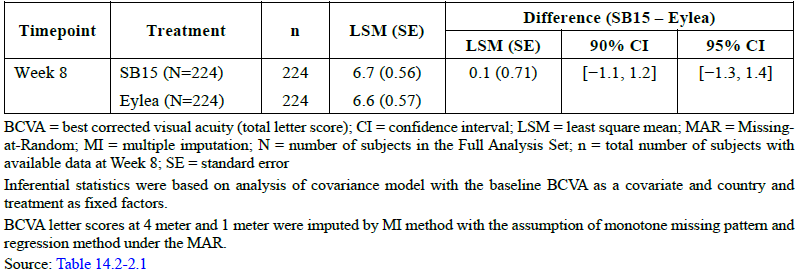 Timepoint Treatment n LSM (SE) Difference (SB15 – Eylea)
LSM (SE) 90% CI 95% CI
Week 8 SB15 (N=224) 224 6.7 (0.56) 0.1 (0.71) [−1.1, 1.2] [−1.3, 1.4]
Eylea (N=224) 224 6.6 (0.57)
BCVA = best corrected visual acuity (total letter score); CI = confidence interval; LSM = least square mean; MAR = Missing-
at-Random; MI = multiple imputation; N = number of subjects in the Full Analysis Set; n = total number of subjects with
available data at Week 8; SE = standard error
Inferential statistics were based on analysis of covariance model with the baseline BCVA as a covariate and country and
treatment as fixed factors.
BCVA letter scores at 4 meter and 1 meter were imputed by MI method with the assumption of monotone missing pattern and
regression method under the MAR.
Source: Table 14.2-2.1